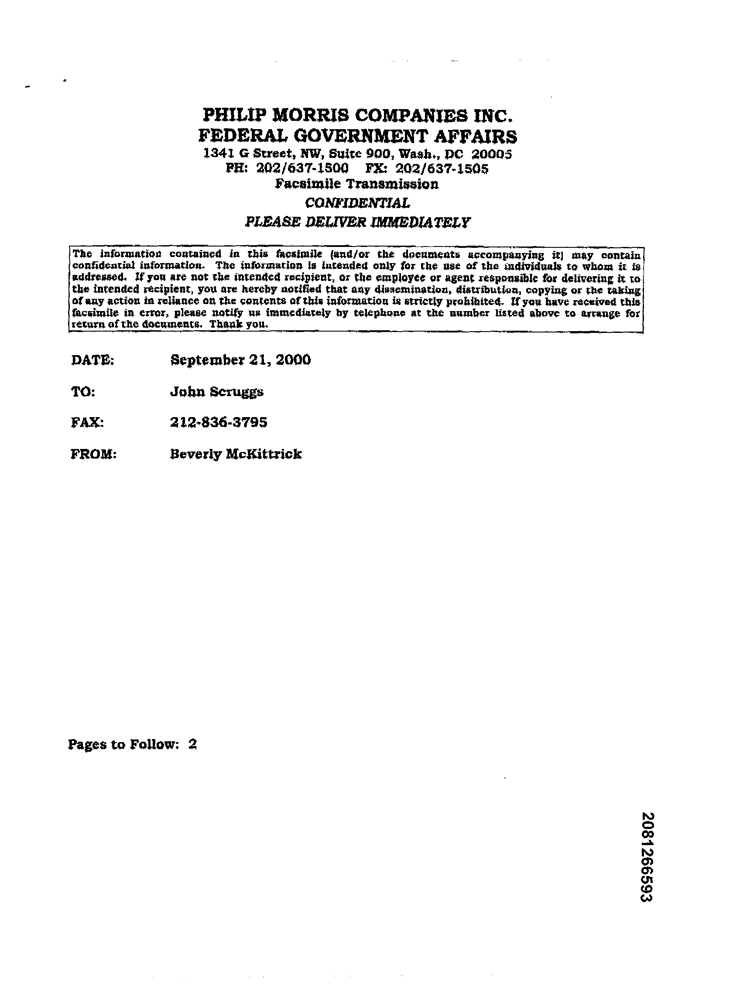 PHILIP MORRIS COMPANIES INC.
FEDERAL GOVERNMENT AFFAIRS
1341 G Street, NW, Suite 900, Wash., DC 20005
PH: 202/637-1500 FX: 202/637-1505
Facsimile Transmission
CONFIDENTIAL
PLEASE DELIVER IMMEDIATELY
The information contained in this facsimile (and/or the documents accompanying it) may contain
confidential information. The information is intended only for the use of the individuals to whom it is
addressed. If you are not the intended recipient, or the employee or agent responsible for delivering it to
the intended recipient, you are hereby notified that any dissemination, distribution, copying or the taking
of any action in reliance on the contents of this information is strictly prohibited. If you have received this
facsimile in error, please notify us immediately by telephone at the number listed above to arrange for
return of the documents. Thank you.
DATE: September 21, 2000
TO: John Scruggs
FAX: 212-836-3795
FROM: Beverly McKittrick
Pages to Follow: 2
2081266593